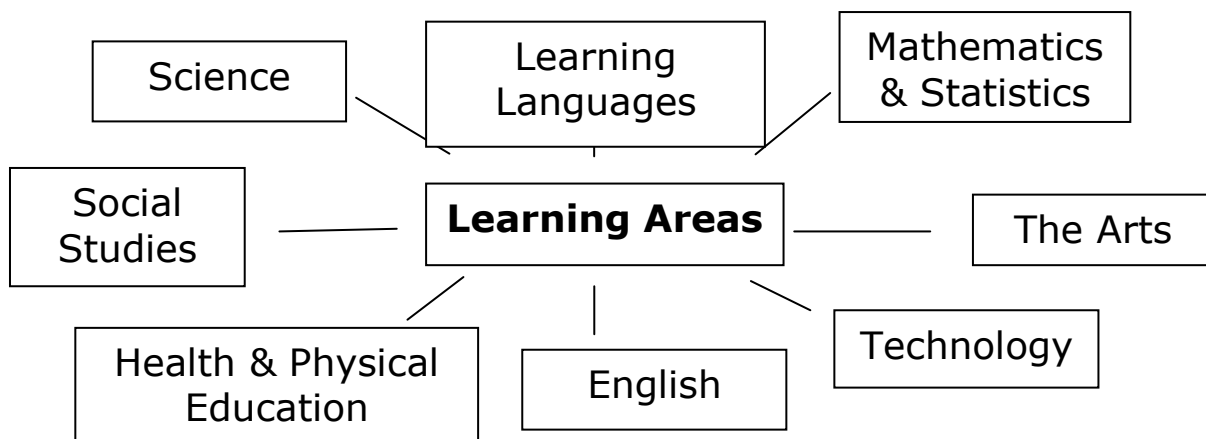 Science
Learning
Languages
Mathematics
& Statistics
Social
Studies
Learning Areas
The Arts
Health & Physical
Education
English
Technology